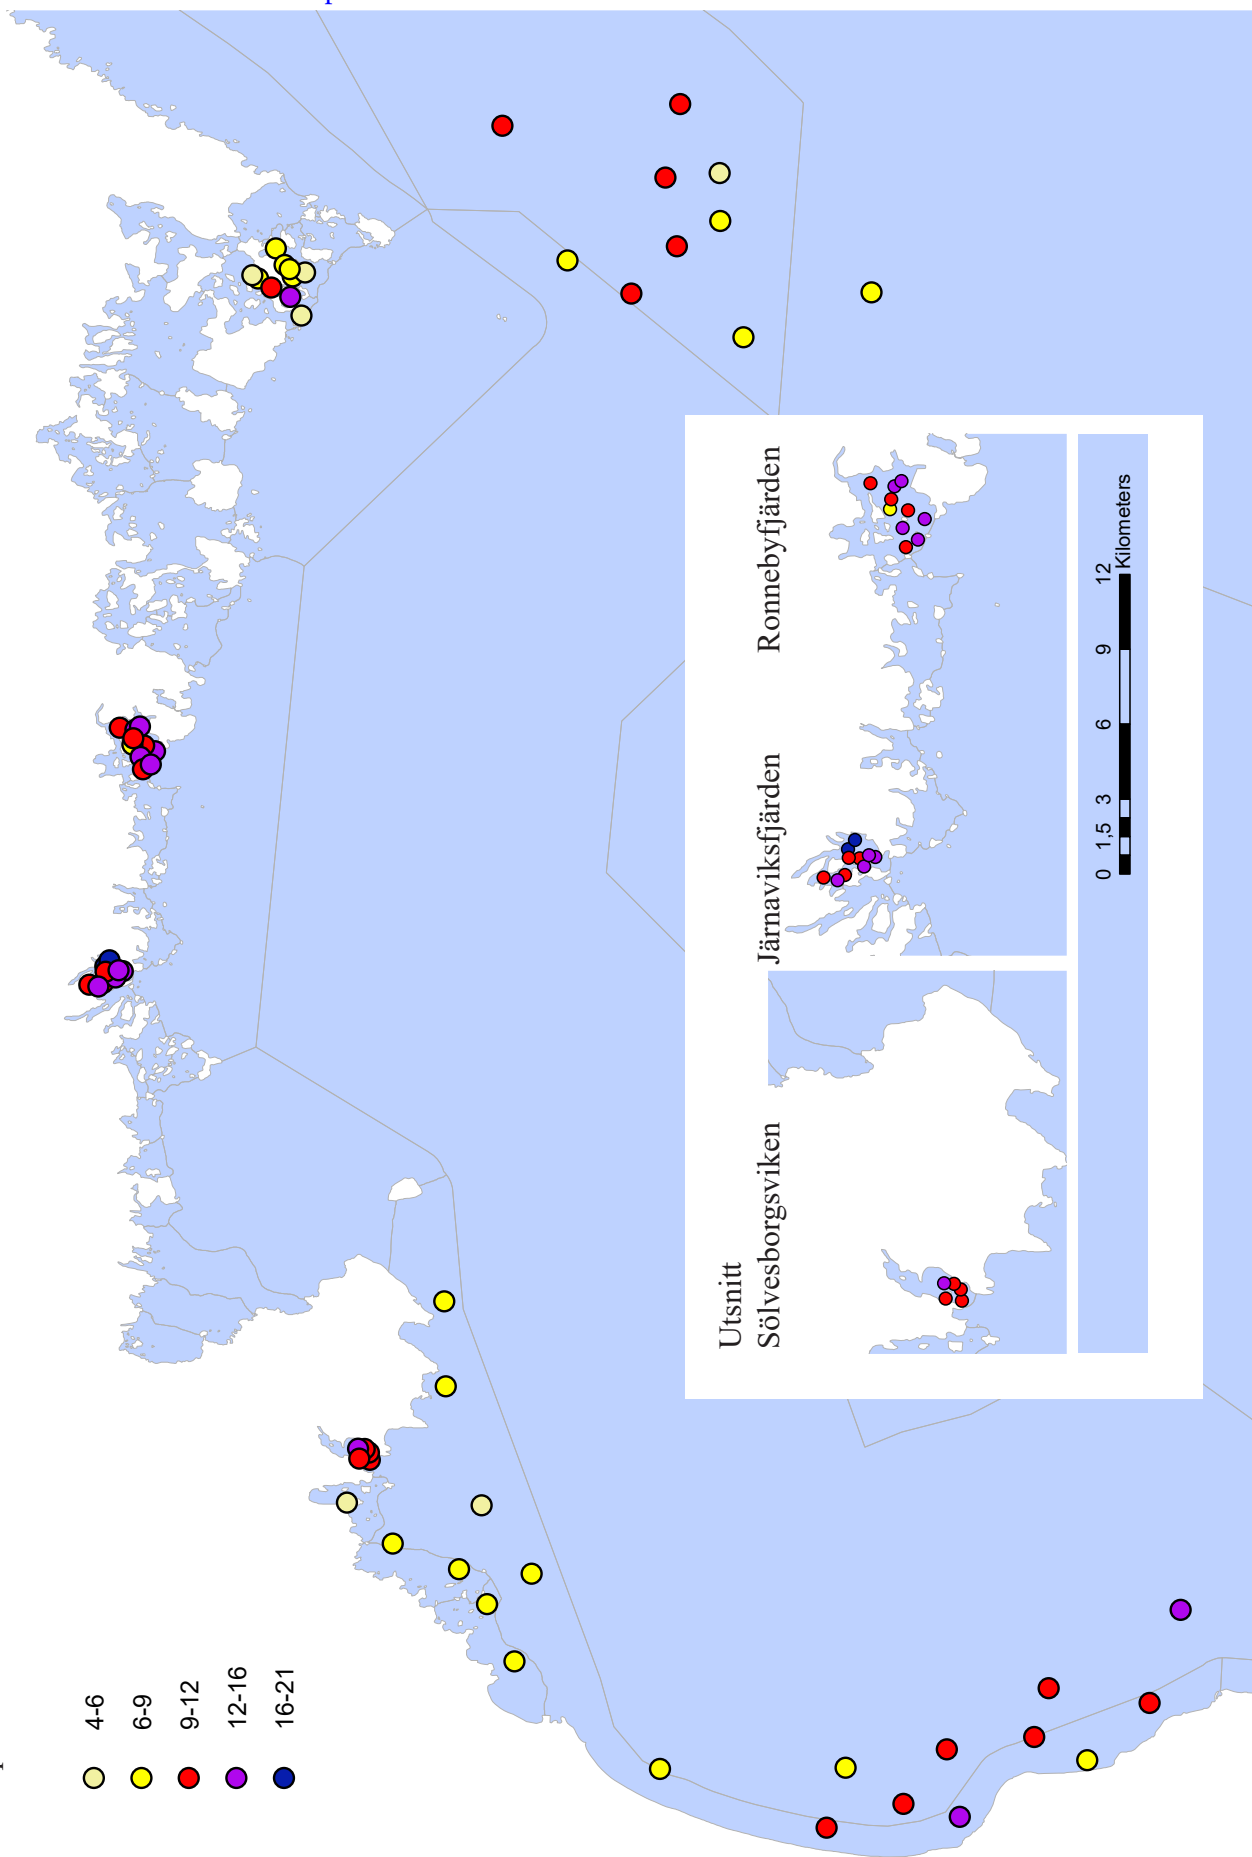 4-6
6-9
9-12
12-16
16-21
Utsnitt
Sölvesborgsviken
Järnaviksfjärden
Ronnebyfjärden
0 1,5 3 6 9 12
Kilometers